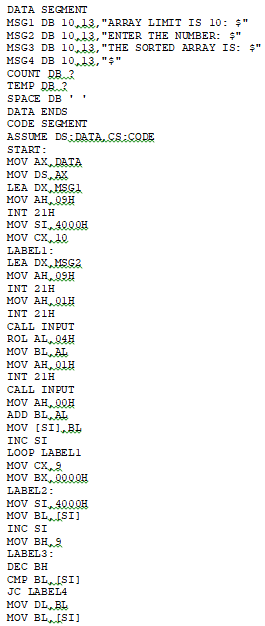 DATA SEGMENT
MSG1 DB 10,13,"ARRAY LIMIT IS 10: $"
MSG2 DB 10,13,"ENTER THE NUMBER: $"
MSG3 DB 10,13,"THE SORTED ARRAY IS: $"
MSG4 DB 10,13,"$"
COUNT DB ?
TEMP DB ?
SPACE DB ' '
DATA ENDS
CODE SEGMENT
ASSUME DS:DATA,CS:CODE
START:
MOV AX,DATA
MOV DS,AX
LEA DX,MSG1
MOV AH,09H
INT 21H
MOV SI,4000H
MOV CX,10
LABEL1:
LEA DX,MSG2
MOV AH,09H
INT 21H
MOV AH,01H
INT 21H
CALL INPUT
ROL AL,04H
MOV BL,AL
MOV AH,01H
INT 21H
CALL INPUT
MOV AH,00H
ADD BL,AL
MOV [SI],BL
INC SI
LOOP LABEL1
MOV CX,9
MOV BX,0000H
LABEL2:
MOV SI,4000H
MOV BL,[SI]
INC SI
MOV BH,9
LABEL3:
DEC BH
CMP BL,[SI]
JC LABEL4
MOV DL,BL
MOV BL,[SI]